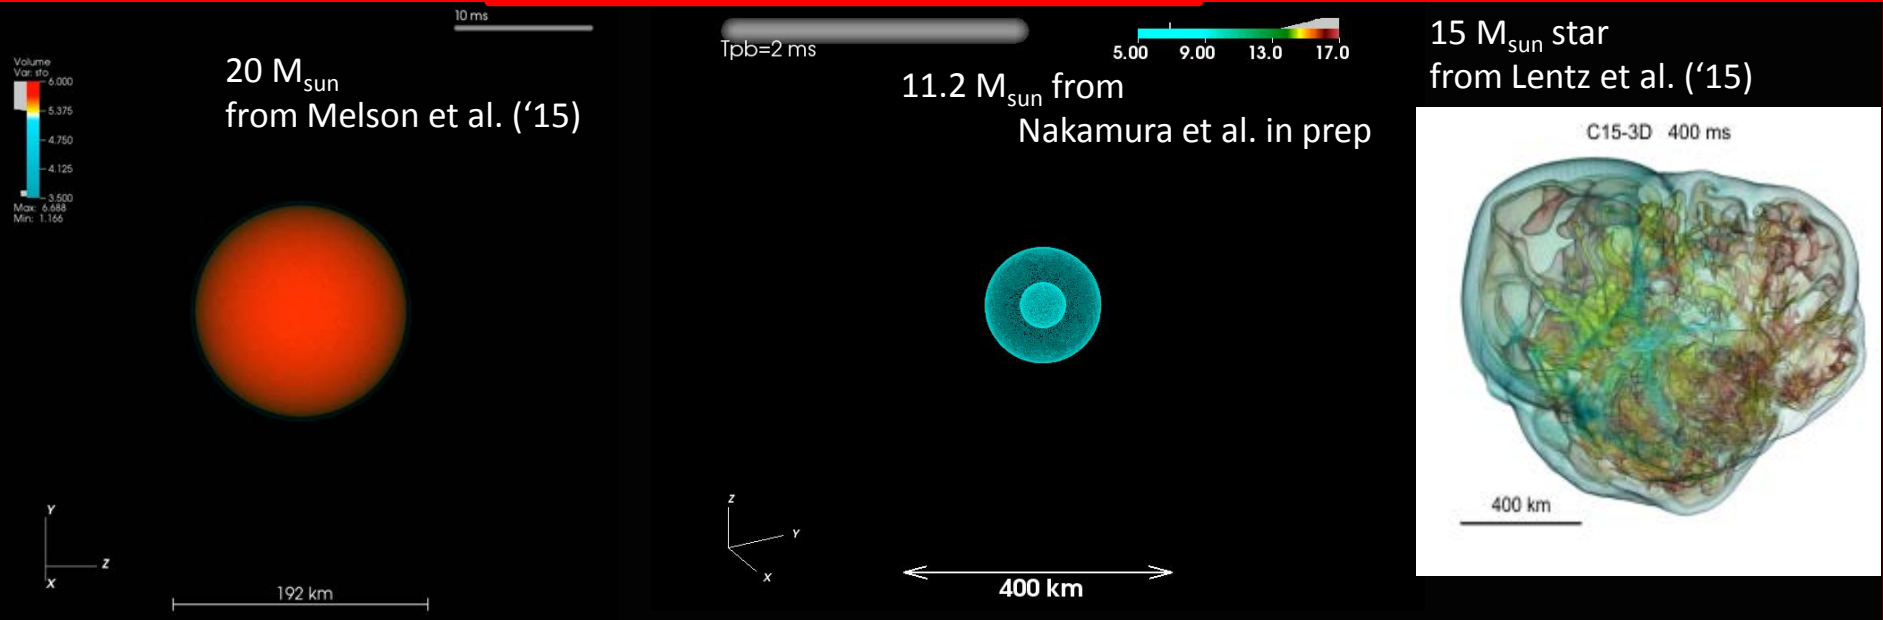 10 ms
Volume
Var: sto
6.000
5.375
4.750
4.125
3.500
Max: 6.688
Min: 1.166
20 Msun
from Melson et al. (‘15)
Y
Z
X
192 km
Tpb=2 ms
5.00 9.00 13.0 17.0
11.2 Msun from
Nakamura et al. in prep
Z
Y
X
400 km
15 Msun star
from Lentz et al. (‘15)
C15-3D 400 ms
400 km